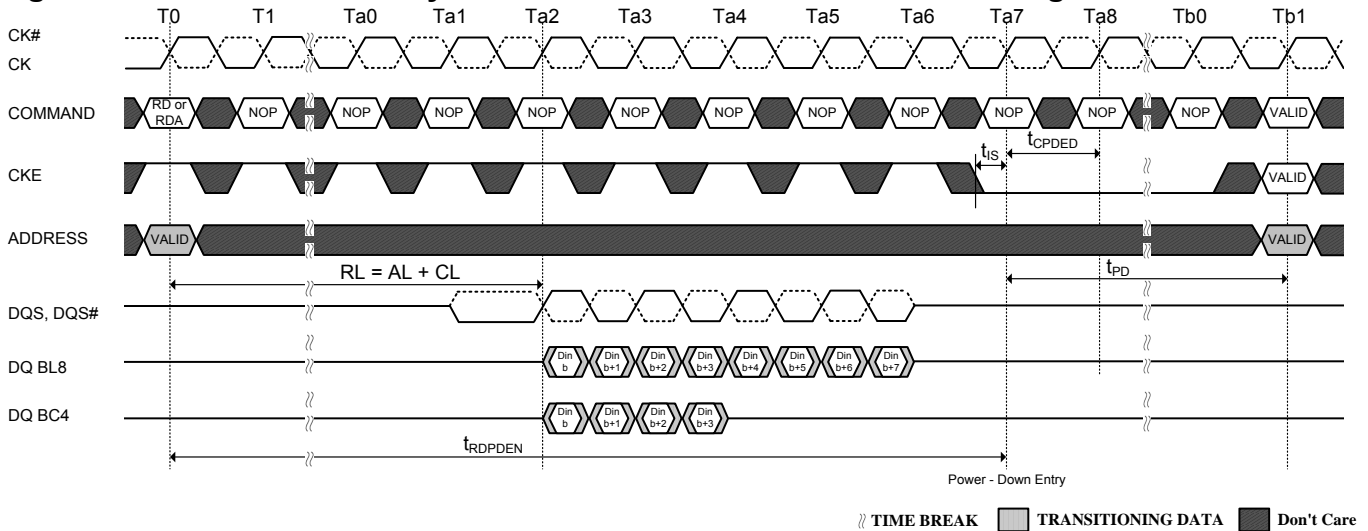 T0 T1 Ta0 Ta1 Ta2 Ta3 Ta4 Ta5 Ta6 Ta7 Ta8 Tb0 Tb1
CK#
CK
COMMAND RD or RDA NOP NOP NOP NOP NOP NOP NOP NOP NOP NOP NOP VALID
tIS tCPDED
CKE VALID
ADDRESS VALID VALID
RL = AL + CL tPD
DQS, DQS#
DQ BL8 Din b Din b+1 Din b+2 Din b+3 Din b+4 Din b+5 Din b+6 Din b+7
DQ BC4 Din b Din b+1 Din b+2 Din b+3
tRDPDEN
Power - Down Entry
TIME BREAK TRANSITIONING DATA Don't Care